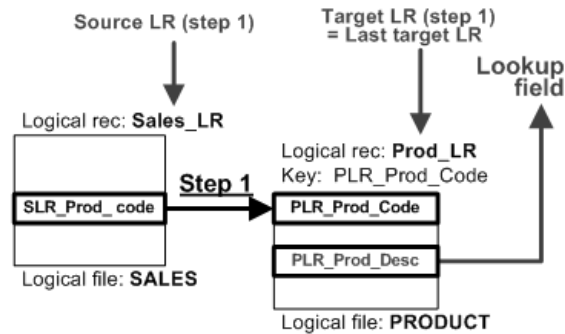 Source LR (step 1)
Target LR (step 1)
= Last target LR
Lookup
field
Logical rec: Sales_LR
Logical rec: Prod_LR
Key: PLR_Prod_Code
Step 1
SLR_Prod_ code
PLR_Prod_Code
PLR_Prod_Desc
Logical file: SALES
Logical file: PRODUCT